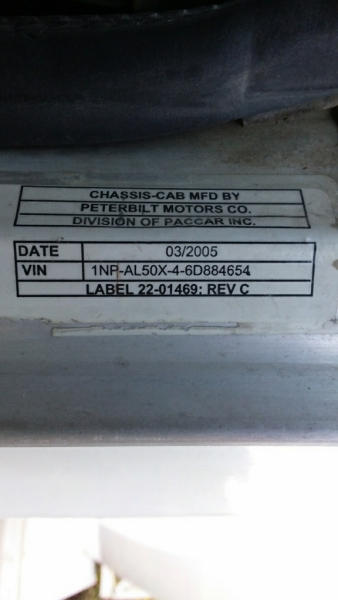 CHASSIS-CAB MFD BY
PETERBILT MOTORS CO.
DIVISION OF PACCAR INC.
DATE 03/2005
VIN 1NP-AL50X-4-6D884654
LABEL 22-01469: REV C